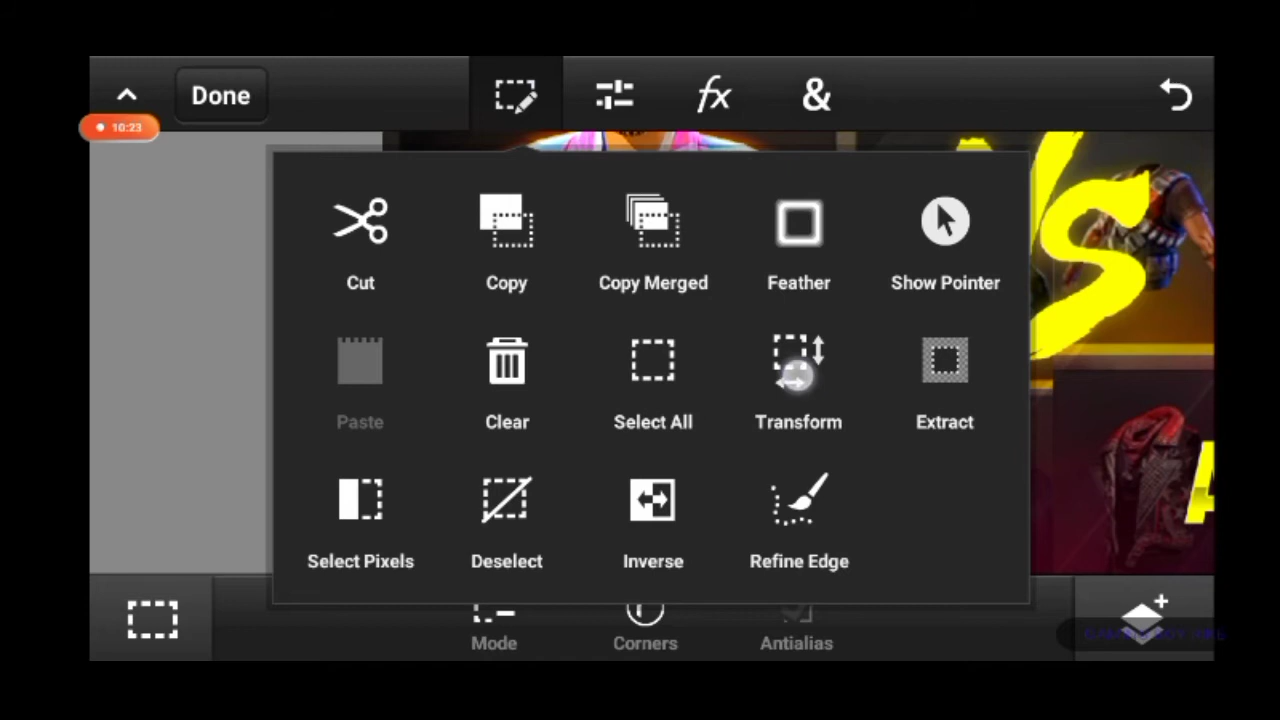 Done
fx
&
10:23
Cut
Copy
Copy Merged
Feather
Show Pointer
Paste
Clear
Select All
Transform
Extract
Select Pixels
Deselect
Inverse
Refine Edge
Mode
Corners
Antialias